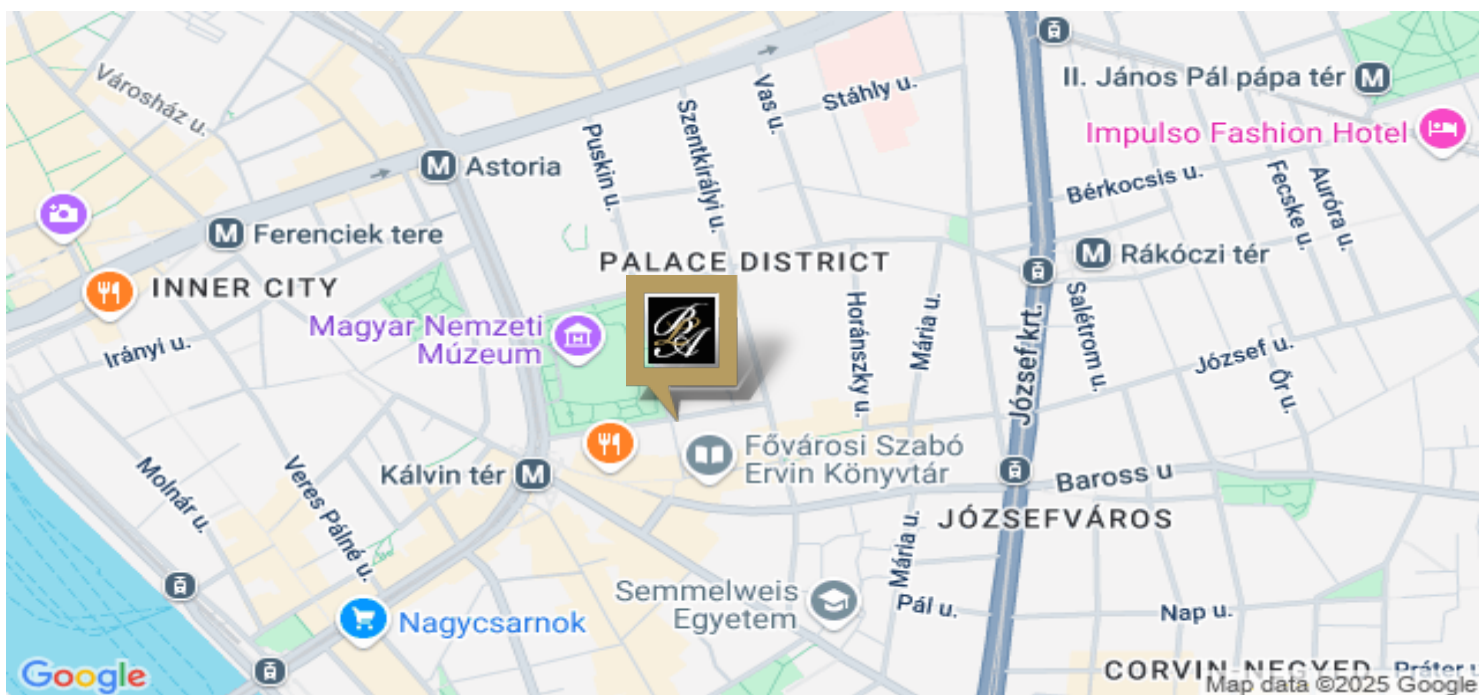 Városház u.
Puskin u.
Szentkirályi u.
Vas u.
Stáhly u.
II. János Pál pápa tér
M
Impulso Fashion Hotel
M
Astoria
Bérkocsis u.
Fecske u.
Auróra u.
M
Ferenciek tere
PALACE DISTRICT
M
Rákóczi tér
INNER CITY
Magyar Nemzeti
Múzeum
Irányi u.
Horánszky u.
Mária u.
József krt.
Salétrom u.
József u.
Őr u.
Fővárosi Szabó
Ervin Könyvtár
Kálvin tér
M
Molnár u.
Veres Pálné u.
Baross u
JÓZSEFVÁROS
Mária u.
Semmelweis
Egyetem
Pál u.
Nap u.
Nagycsarnok
CORVIN-NEGYED
Práter u
Google
Map data ©2025 Google